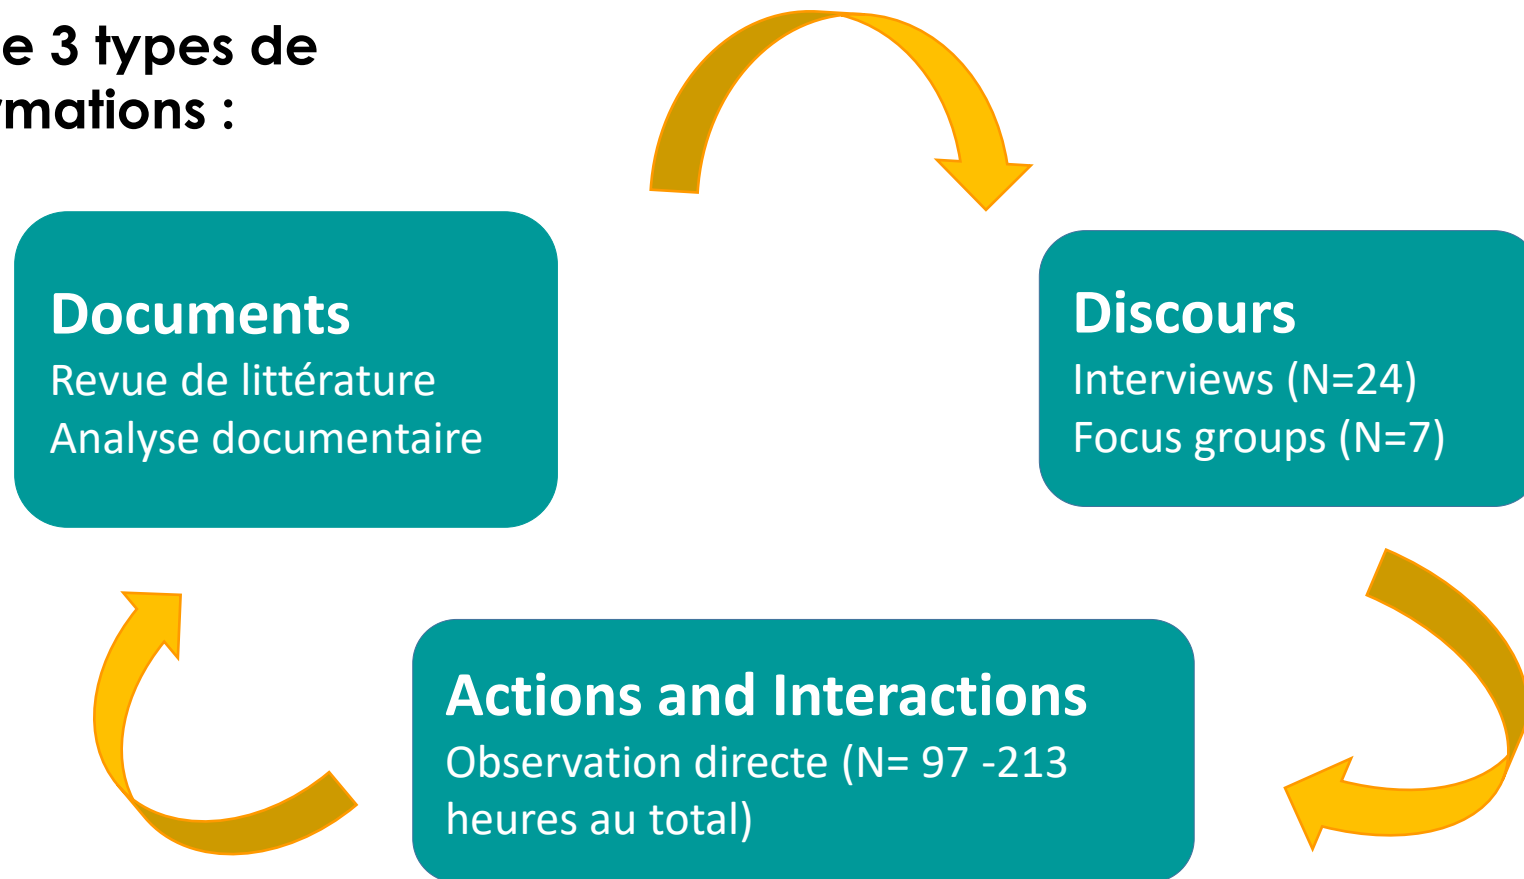 e 3 types de
rmations :
Documents
Revue de littérature
Analyse documentaire
Discours
Interviews (N=24)
Focus groups (N=7)
Actions and Interactions
Observation directe (N= 97 -213
heures au total)